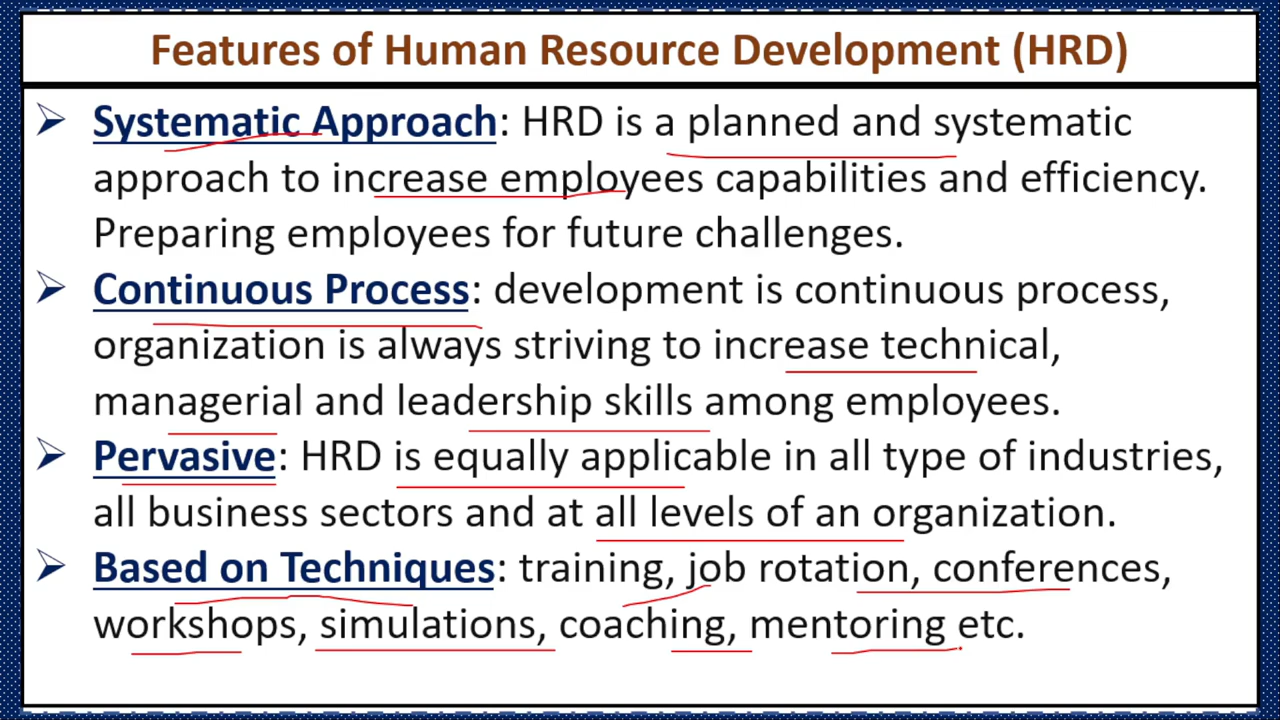 Features of Human Resource Development (HRD)
➢ Systematic Approach: HRD is a planned and systematic
approach to increase employees capabilities and efficiency.
Preparing employees for future challenges.
➢ Continuous Process: development is continuous process,
organization is always striving to increase technical,
managerial and leadership skills among employees.
➢ Pervasive: HRD is equally applicable in all type of industries,
all business sectors and at all levels of an organization.
➢ Based on Techniques: training, job rotation, conferences,
workshops, simulations, coaching, mentoring etc.